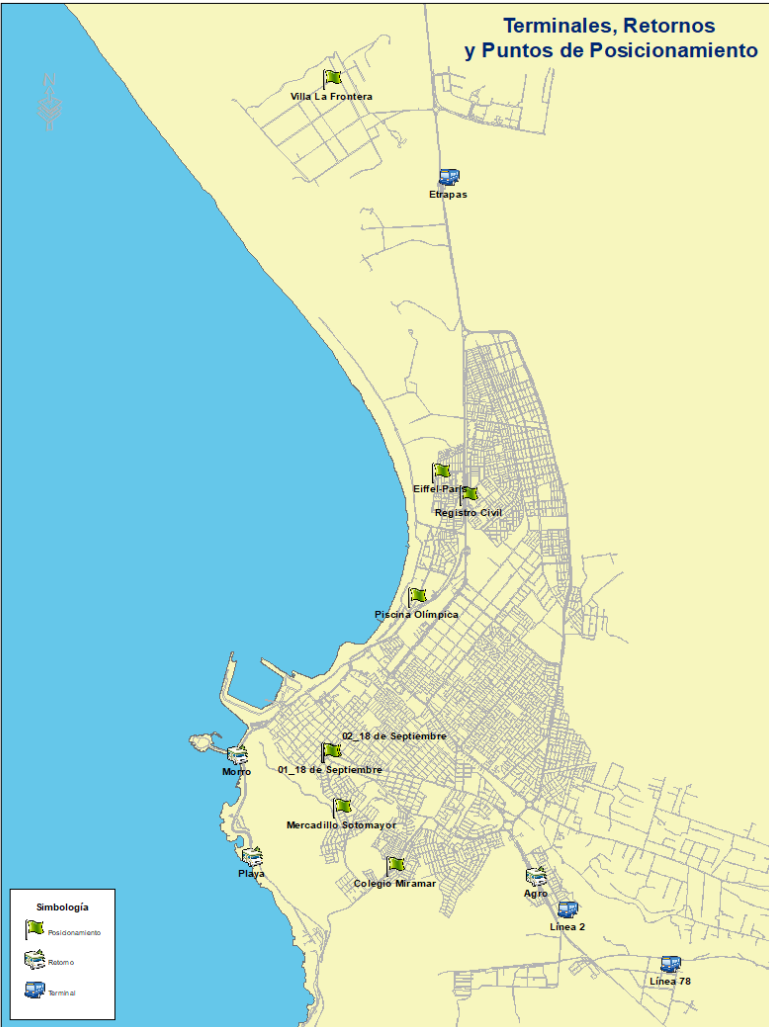 Terminales, Retornos
y Puntos de Posicionamiento
Villa La Frontera
Etrapas
Eiffel-París
Registro Civil
Piscina Olímpica
02_18 de Septiembre
Morro
01_18 de Septiembre
Mercadillo Sotomayor
Playa
Colegio Miramar
Agro
Línea 2
Línea 78
Simbología
Posicionamiento
Retorno
Terminal